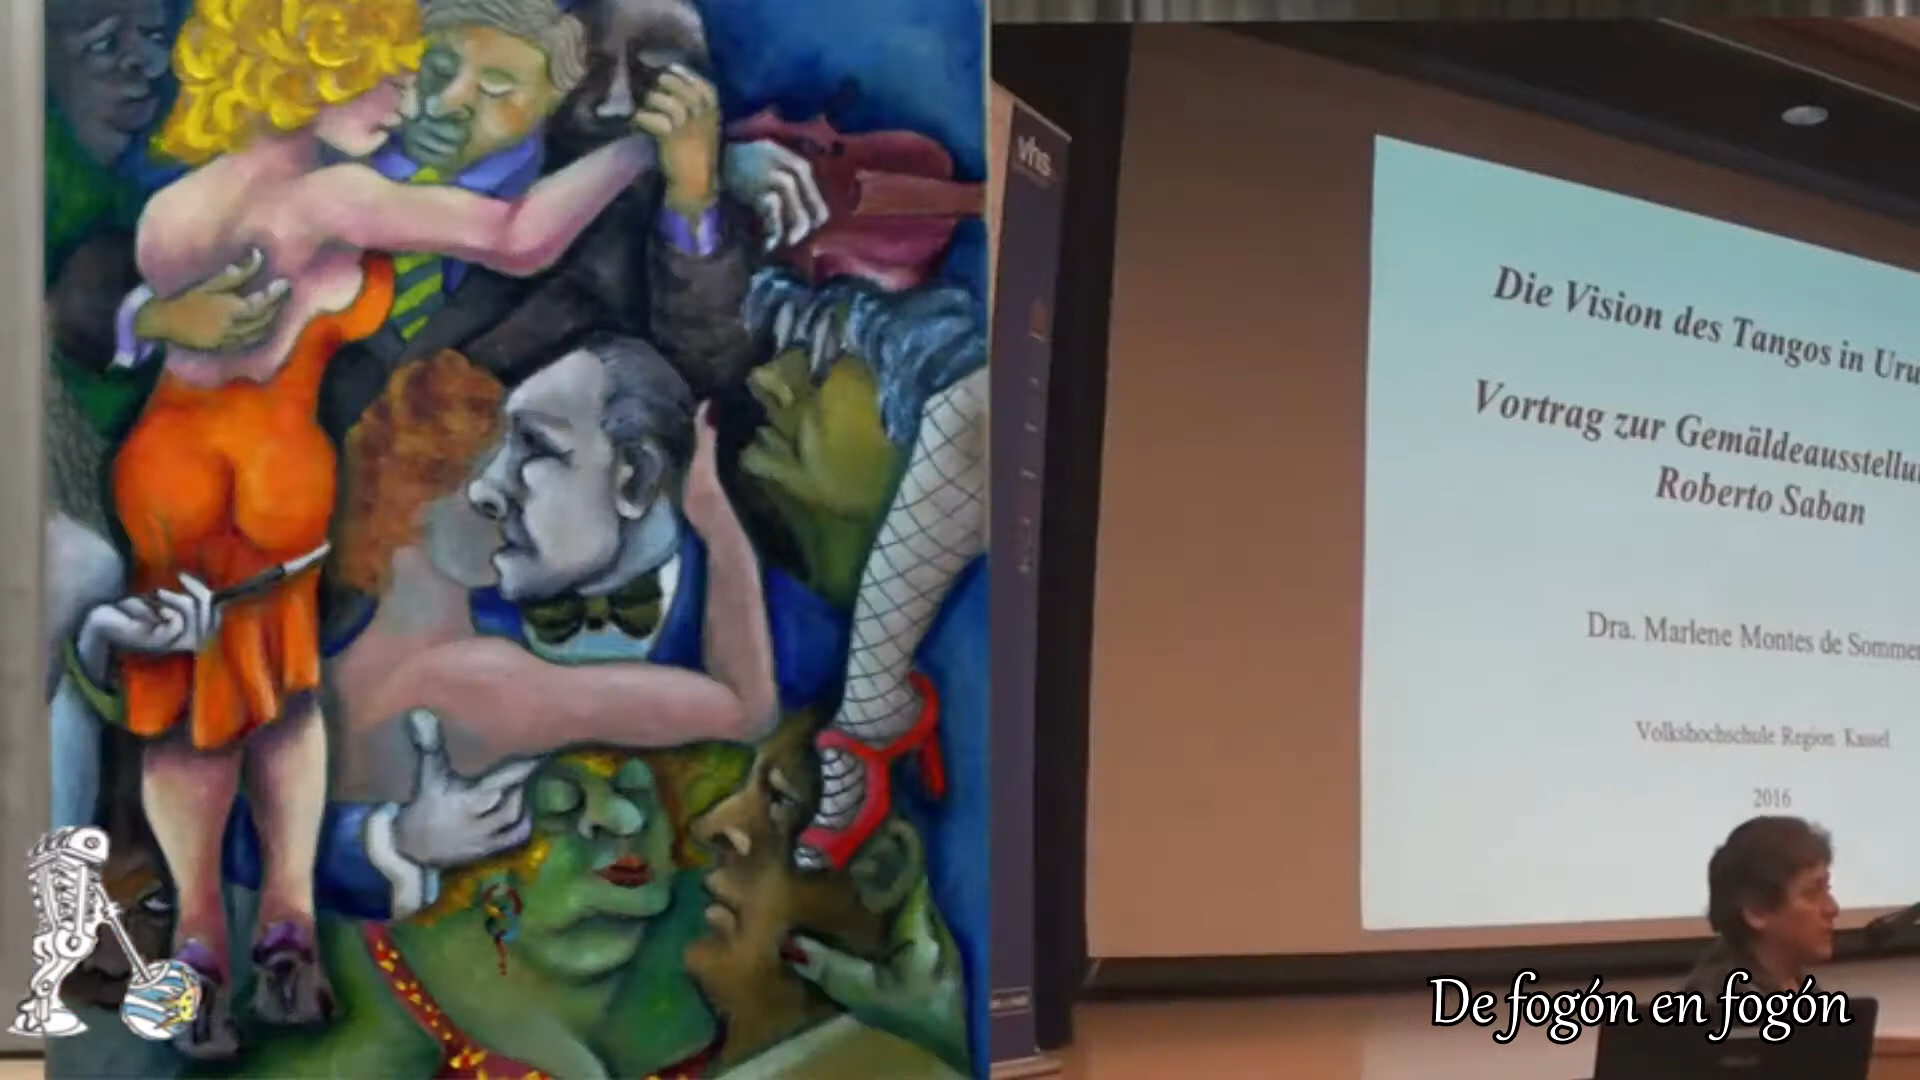 vhs.
Die Vision des Tangos in Uru
Vortrag zur Gemäldeausstellu
Roberto Saban
Dra. Marlene Montes de Sommer
Volkshochschule Region Kassel
2016
De fogón en fogón